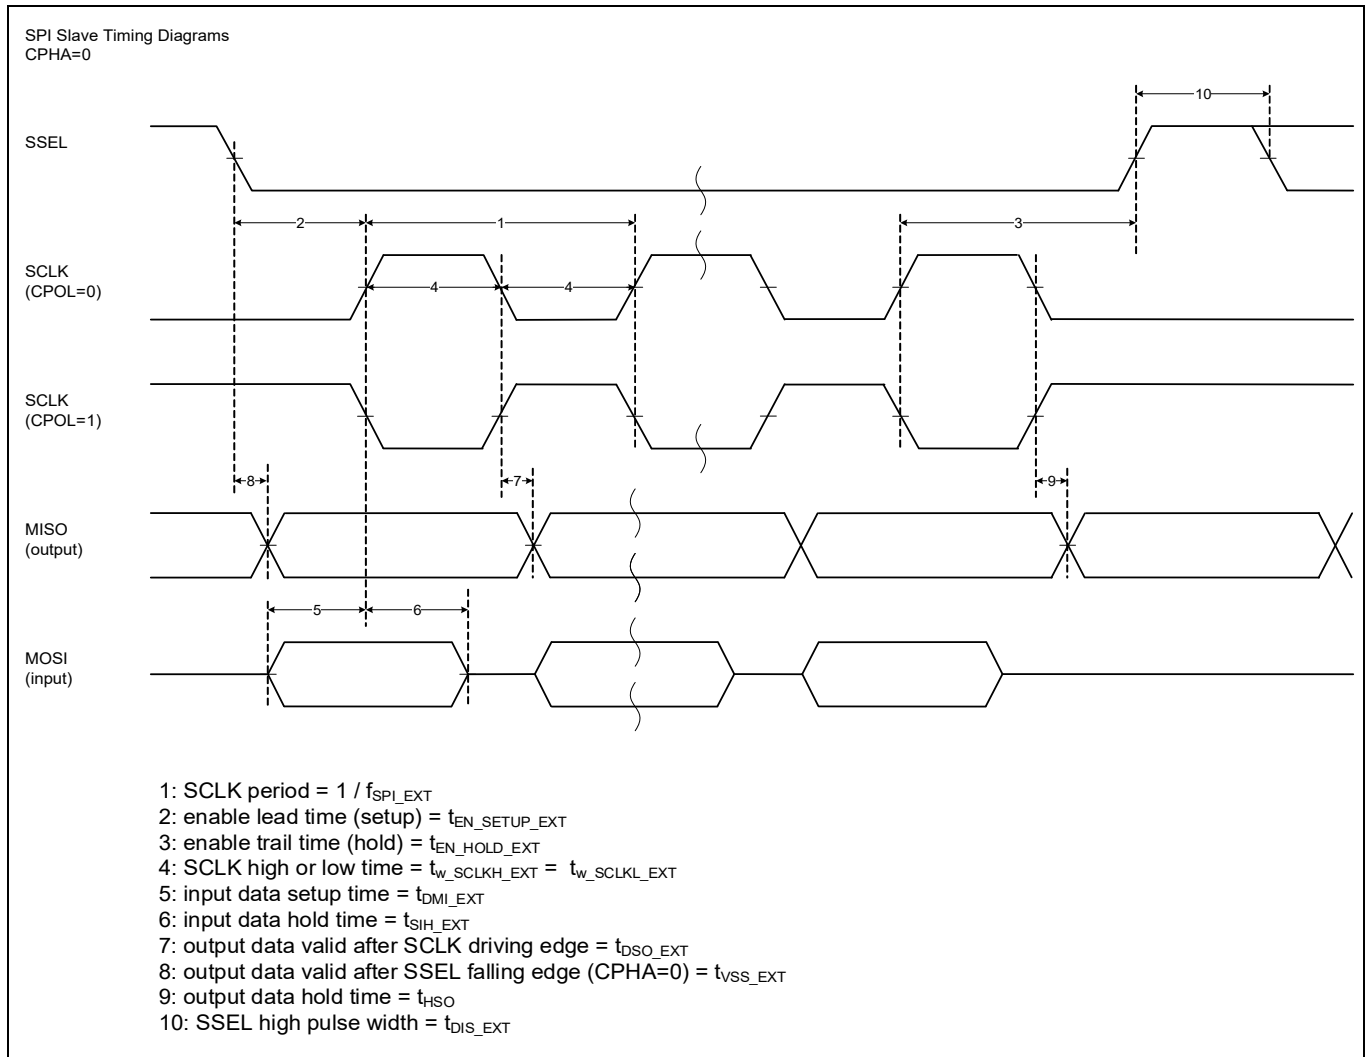 SPI Slave Timing Diagrams
CPHA=0
10
SSEL
2
1
3
SCLK
(CPOL=0)
4
4
SCLK
(CPOL=1)
8
7
9
MISO
(output)
5
6
MOSI
(input)
1: SCLK period = 1 / fSPI_EXT
2: enable lead time (setup) = tEN_SETUP_EXT
3: enable trail time (hold) = tEN_HOLD_EXT
4: SCLK high or low time = tw_SCLKH_EXT = tw_SCLKL_EXT
5: input data setup time = tDMI_EXT
6: input data hold time = tSIH_EXT
7: output data valid after SCLK driving edge = tDSO_EXT
8: output data valid after SSEL falling edge (CPHA=0) = tVSS_EXT
9: output data hold time = tHSO
10: SSEL high pulse width = tDIS_EXT